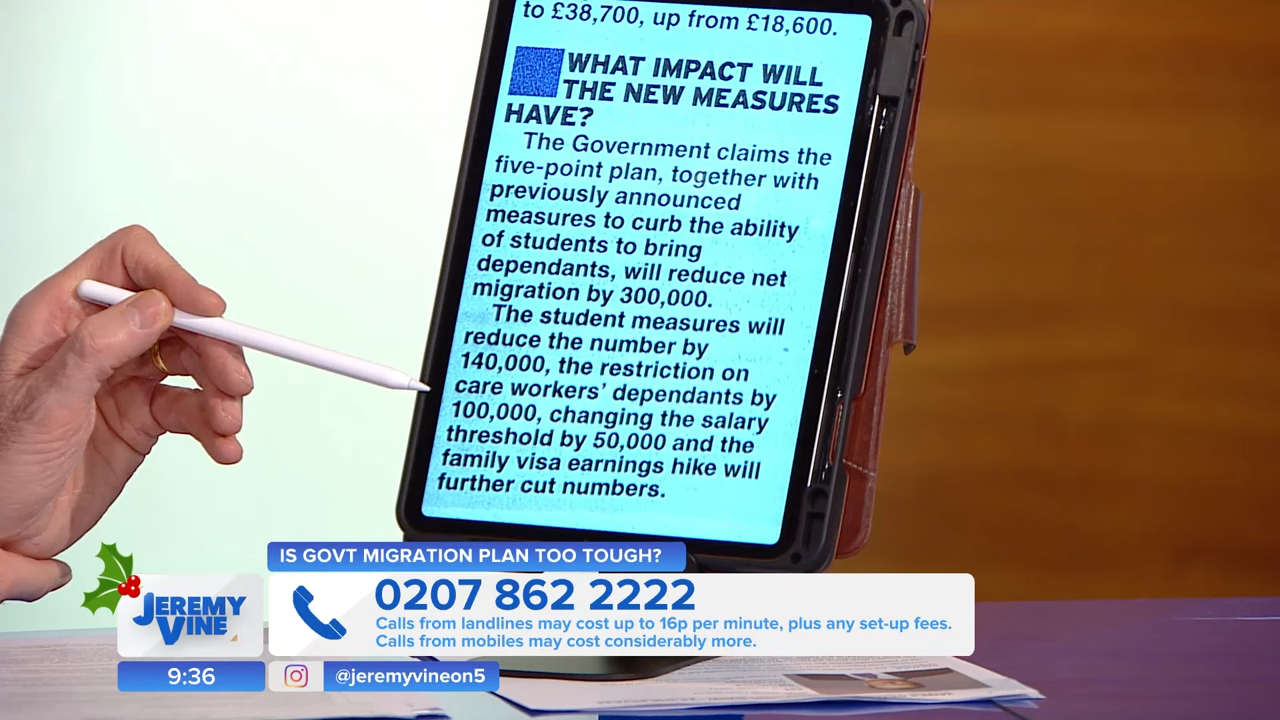 to £38,700, up from £18,600.
WHAT IMPACT WILL
THE NEW MEASURES
HAVE?
The Government claims the
five-point plan, together with
previously announced
measures to curb the ability
of students to bring
dependants, will reduce net
migration by 300,000.
The student measures will
reduce the number by
140,000, the restriction on
care workers' dependants by
100,000, changing the salary
threshold by 50,000 and the
family visa earnings hike will
further cut numbers.
IS GOVT MIGRATION PLAN TOO TOUGH?
JEREMY
VINE
0207 862 2222
Calls from landlines may cost up to 16p per minute, plus any set-up fees.
Calls from mobiles may cost considerably more.
9:36
@jeremyvineon5